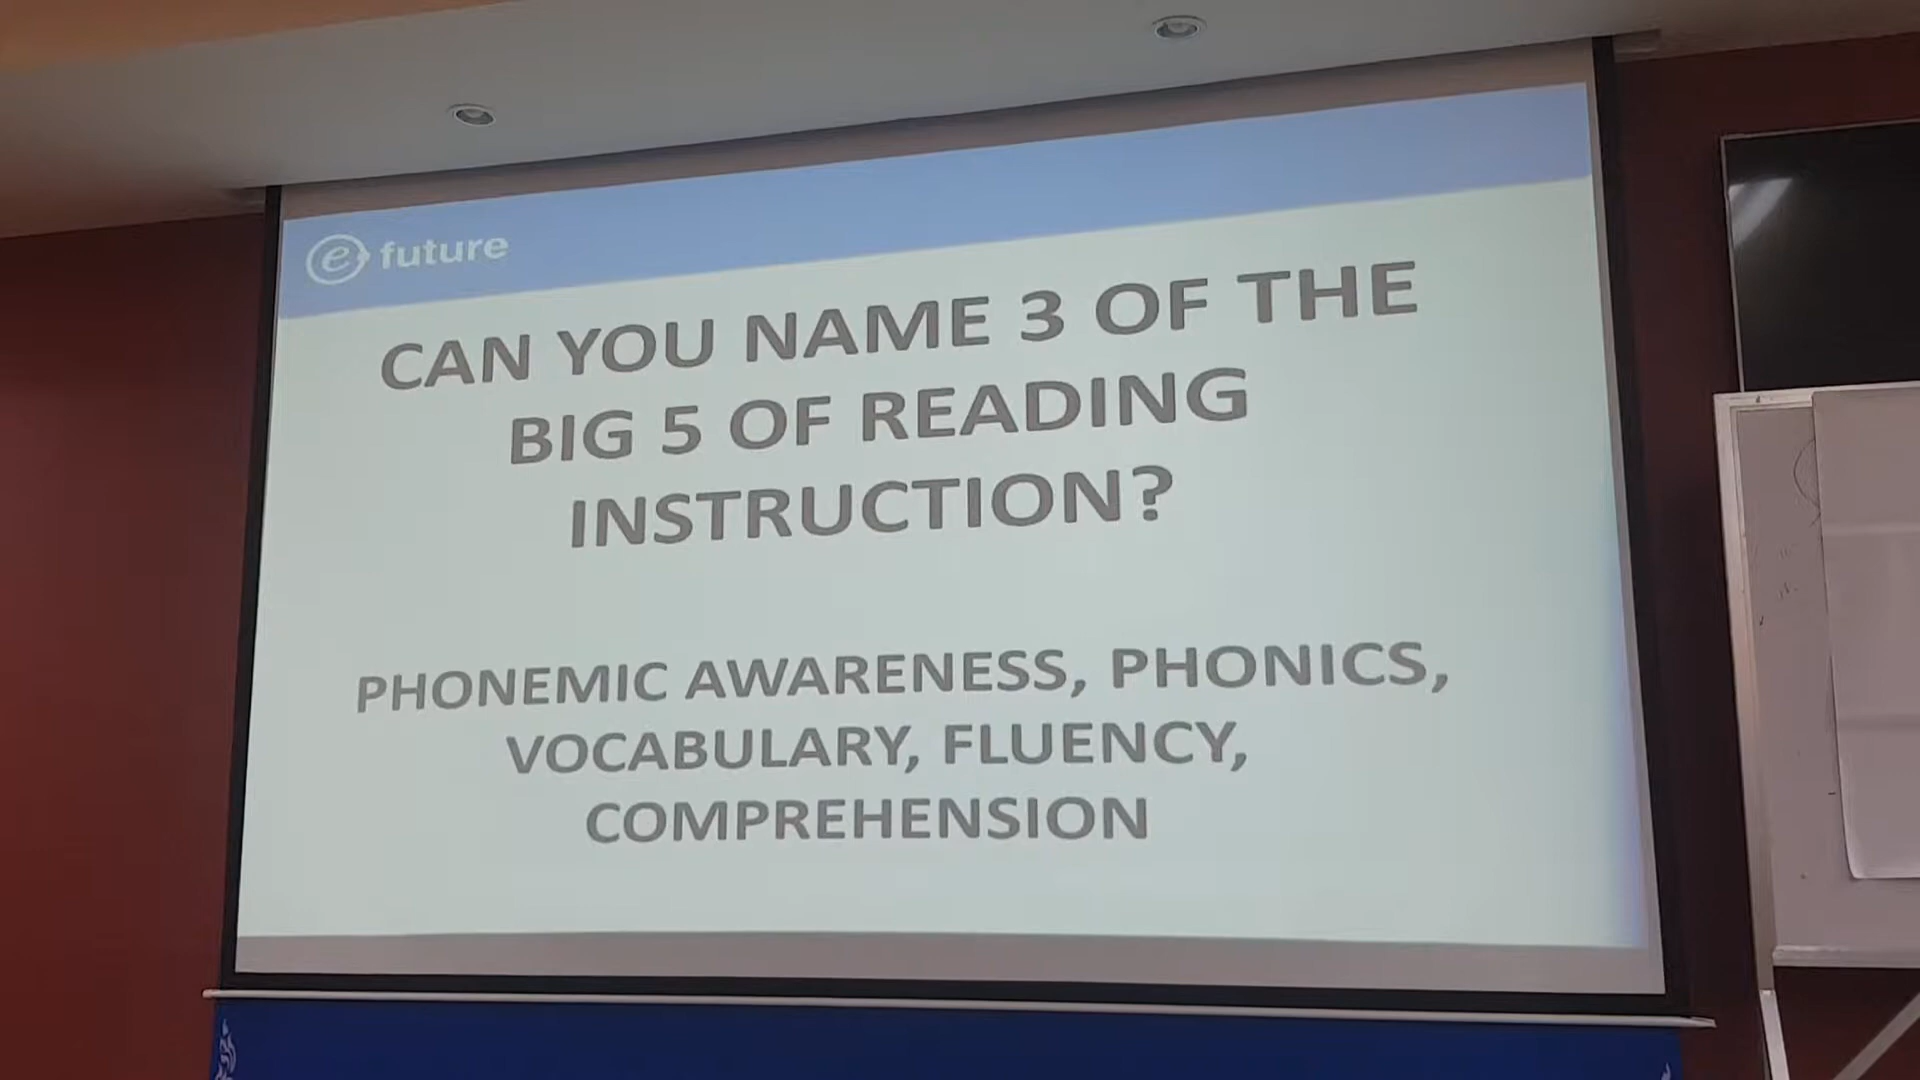 e future
CAN YOU NAME 3 OF THE
BIG 5 OF READING
INSTRUCTION?
PHONEMIC AWARENESS, PHONICS,
VOCABULARY, FLUENCY,
COMPREHENSION